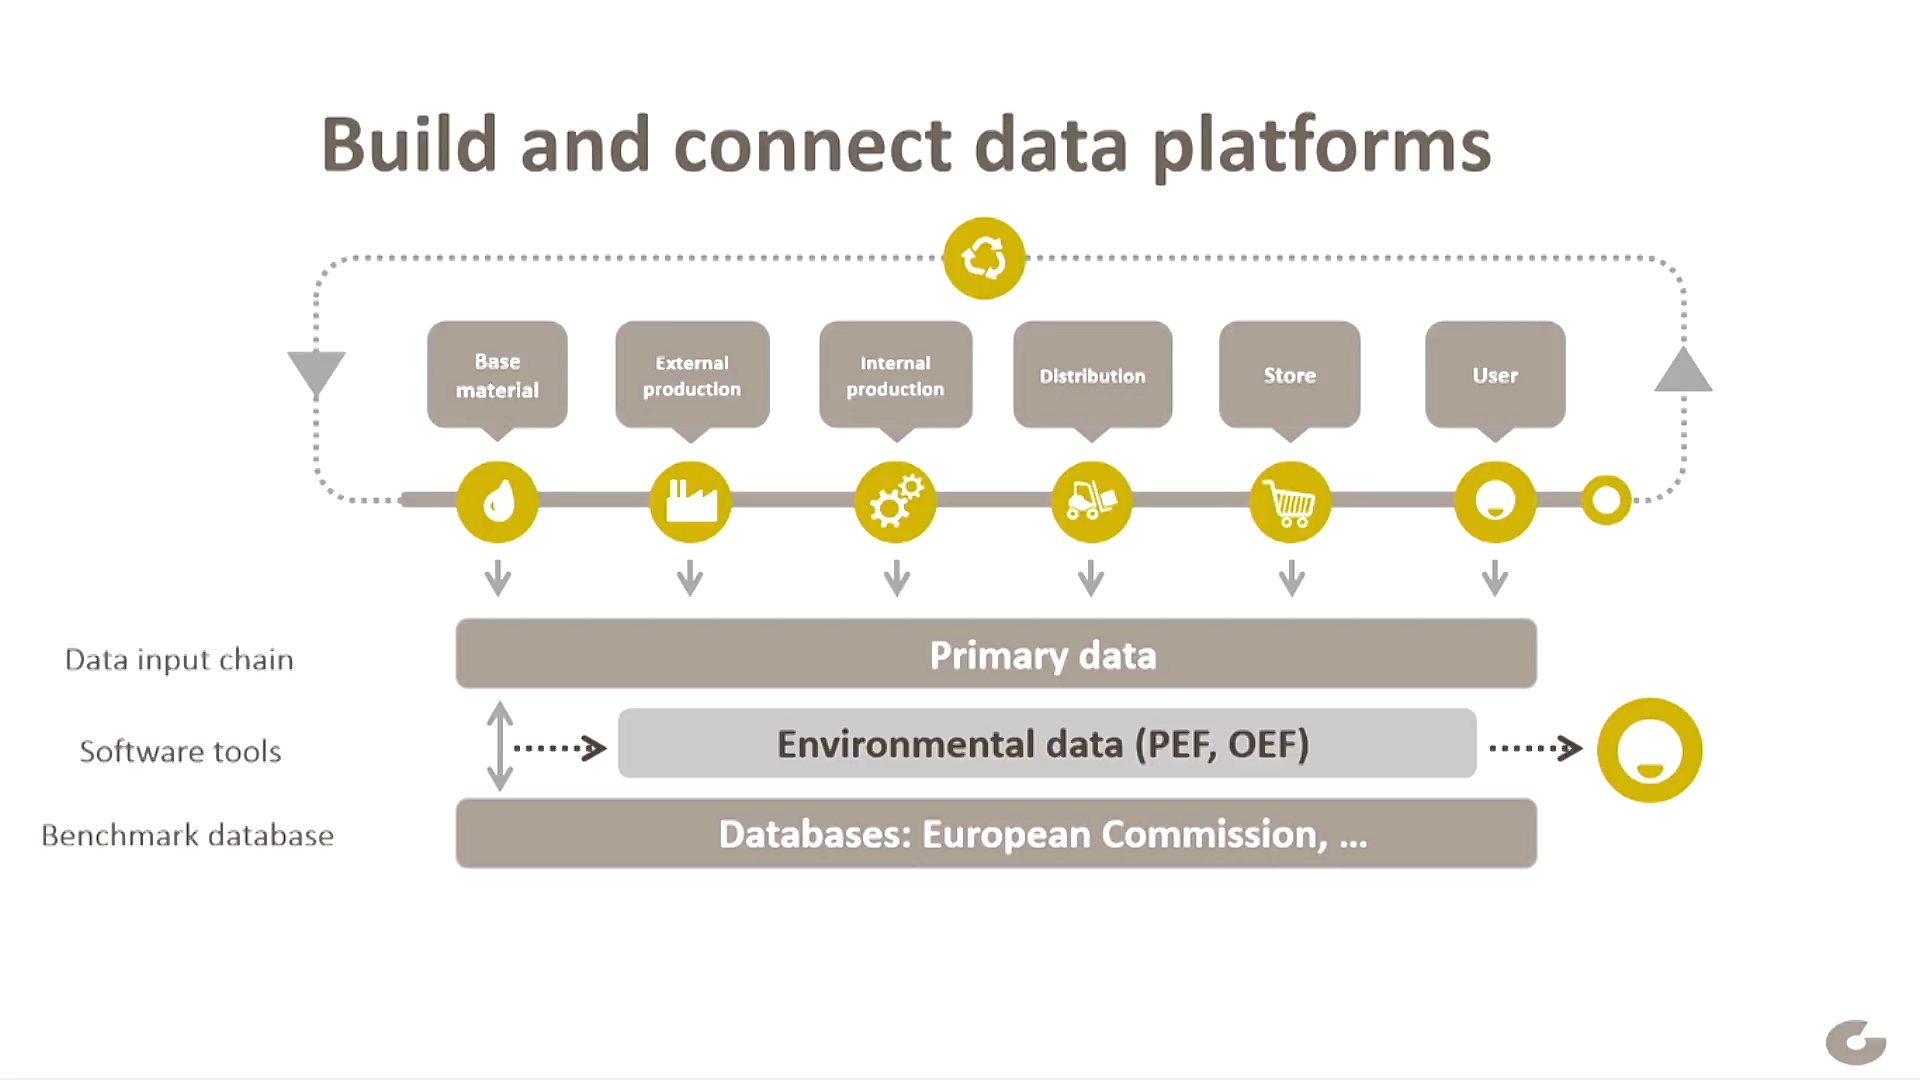 Build and connect data platforms
Base
material
External
production
Internal
production
Distribution
Store
User
Data input chain
Primary data
Software tools
Environmental data (PEF, OEF)
Benchmark database
Databases: European Commission, ...